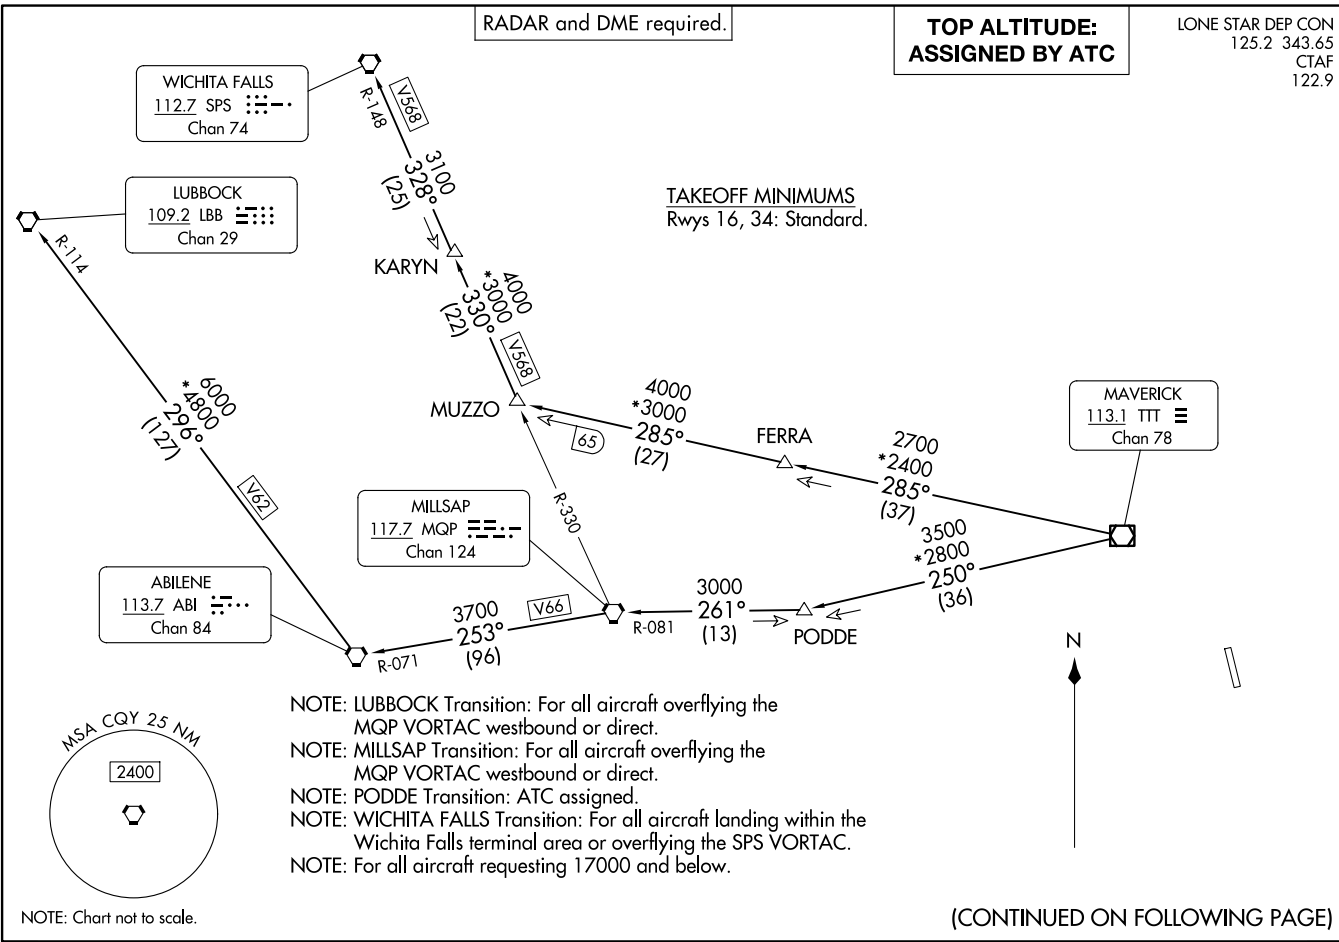 RADAR and DME required.
TOP ALTITUDE:
ASSIGNED BY ATC
LONE STAR DEP CON
125.2 343.65
CTAF
122.9
WICHITA FALLS
112.7 SPS
Chan 74
R-148
V568
3100
328°
(25)
LUBBOCK
109.2 LBB
Chan 29
R-114
TAKEOFF MINIMUMS
Rwys 16, 34: Standard.
KARYN
4000
*3000
330°
(22)
V568
6000
*4800
296°
(127)
V62
MUZZO
65
4000
*3000
285°
(27)
FERRA
2700
*2400
285°
(37)
MAVERICK
113.1 TTT
Chan 78
MILLSAP
117.7 MQP
Chan 124
R-330
3500
*2800
250°
(36)
ABILENE
113.7 ABI
Chan 84
R-071
3700
253°
(96)
V66
R-081
3000
261°
(13)
PODDE
N
MSA CQY 25 NM
2400
NOTE: LUBBOCK Transition: For all aircraft overflying the
MQP VORTAC westbound or direct.
NOTE: MILLSAP Transition: For all aircraft overflying the
MQP VORTAC westbound or direct.
NOTE: PODDE Transition: ATC assigned.
NOTE: WICHITA FALLS Transition: For all aircraft landing within the
Wichita Falls terminal area or overflying the SPS VORTAC.
NOTE: For all aircraft requesting 17000 and below.
NOTE: Chart not to scale.
(CONTINUED ON FOLLOWING PAGE)